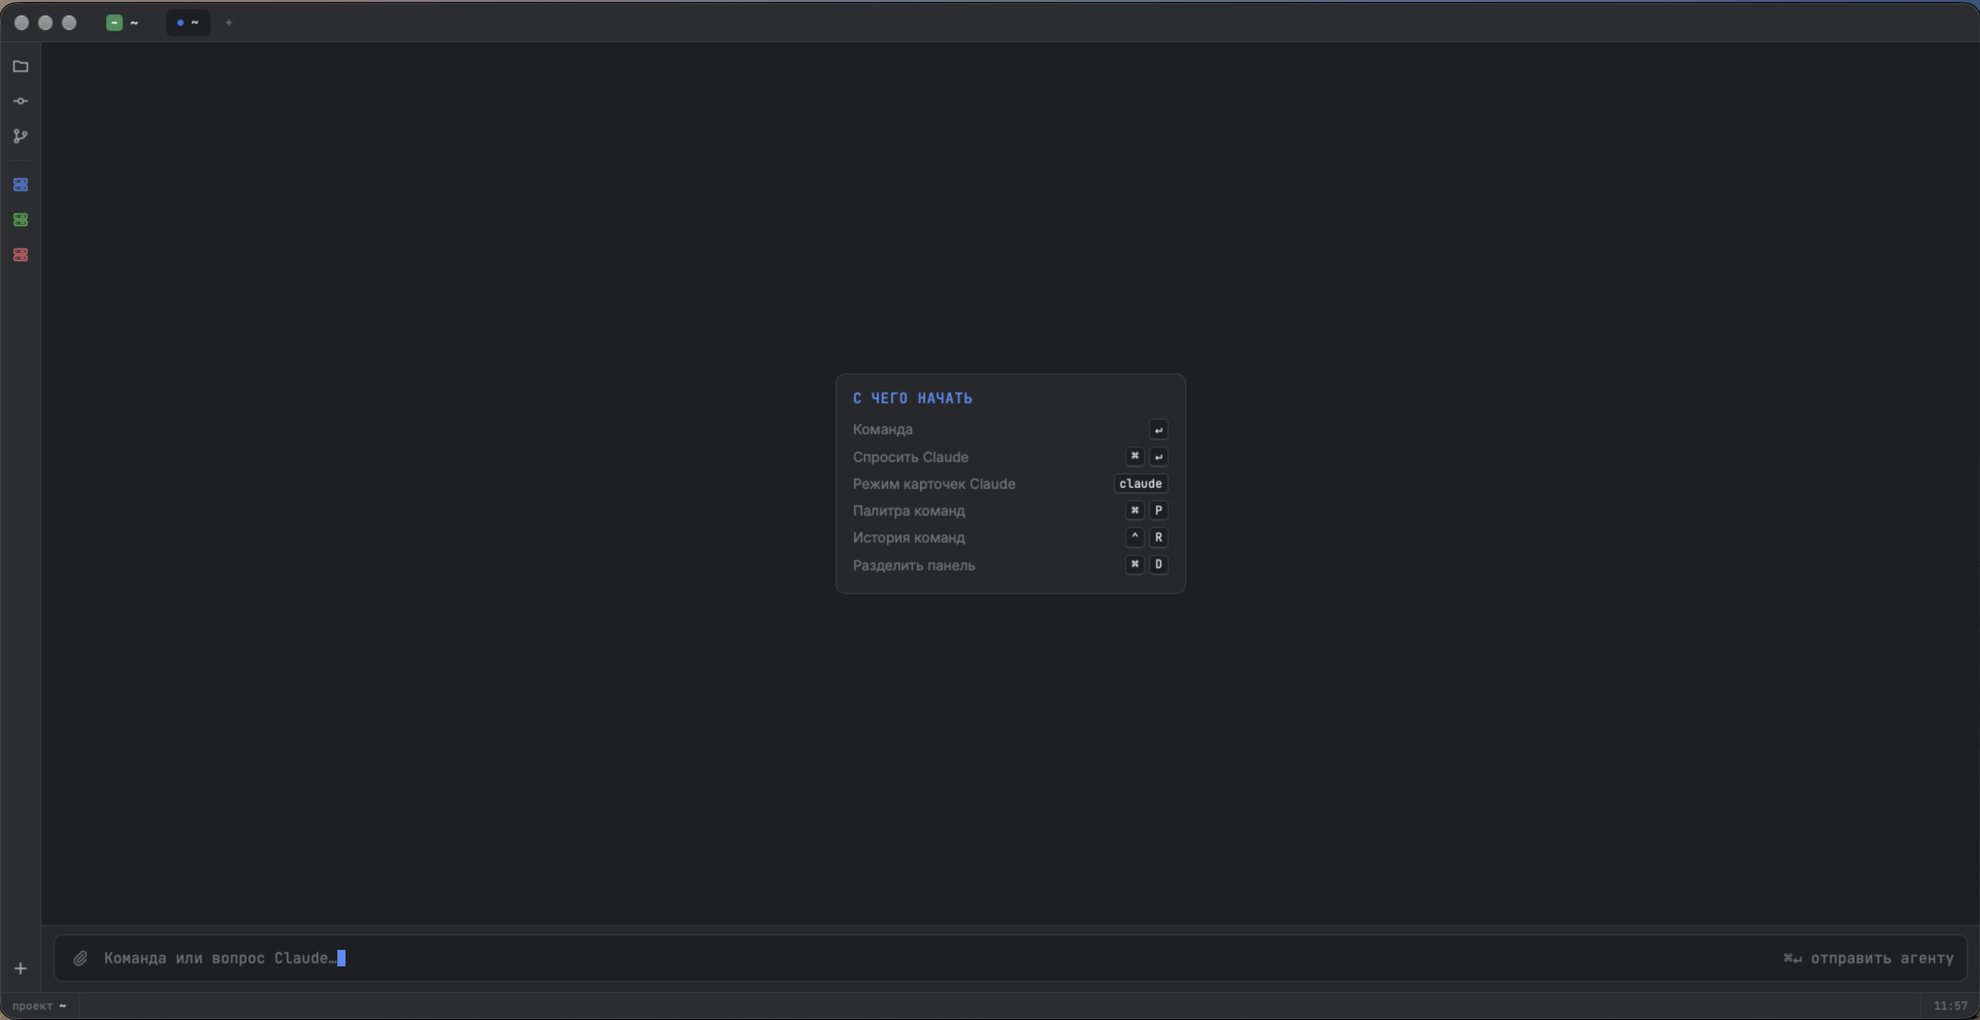 ~ ~
~ +
С ЧЕГО НАЧАТЬ
Команда ↵
Спросить Claude ⌘ ↵
Режим карточек Claude claude
Палитра команд ⌘ P
История команд ^ R
Разделить панель ⌘ D
Команда или вопрос Claude… ⌘↵ отправить агенту
проект ~ 11:57